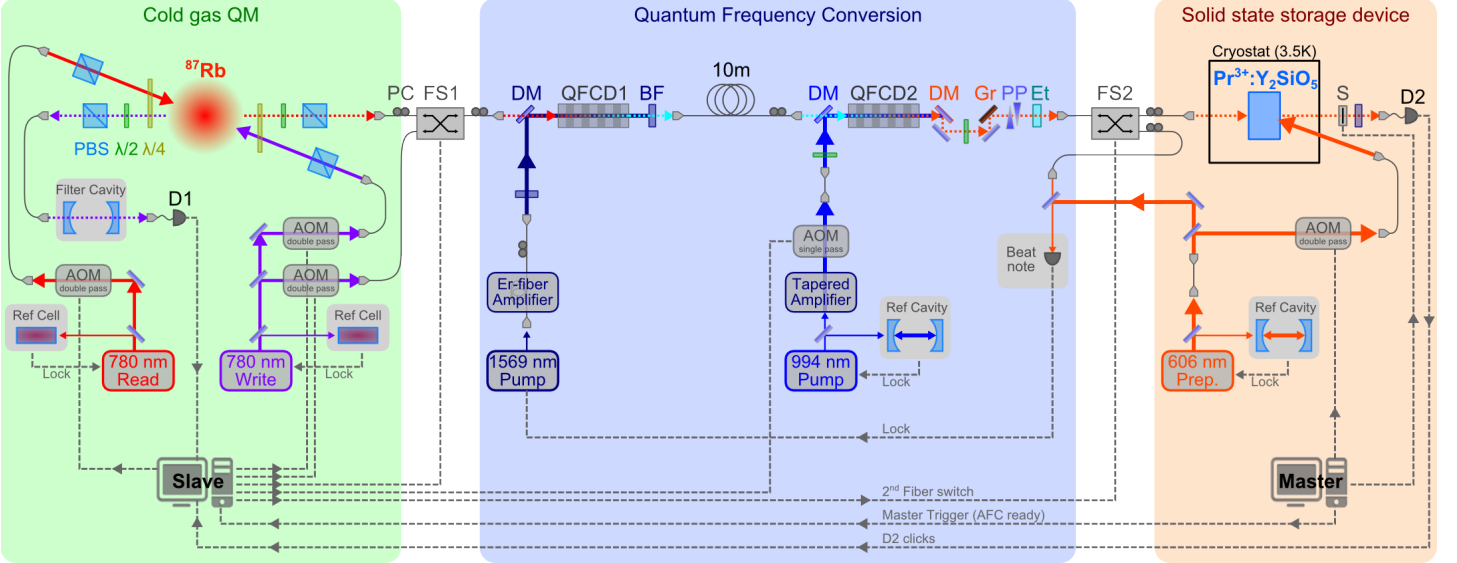 Cold gas QM
Quantum Frequency Conversion
Solid state storage device
⁸⁷Rb
PBS λ/2 λ/4
PC FS1
DM
QFCD1
BF
10m
DM
QFCD2
DM
Gr
PP
Et
FS2
Cryostat (3.5K)
Pr³⁺:Y₂SiO₅
S
D2
Filter Cavity
D1
AOM
double pass
AOM
double pass
AOM
double pass
Ref Cell
Lock
780 nm
Read
780 nm
Write
Ref Cell
Lock
Er-fiber
Amplifier
1569 nm
Pump
AOM
single pass
Tapered
Amplifier
994 nm
Pump
Ref Cavity
Lock
Beat
note
AOM
double pass
606 nm
Prep.
Ref Cavity
Lock
Lock
Slave
Master
2ⁿᵈ Fiber switch
Master Trigger (AFC ready)
D2 clicks